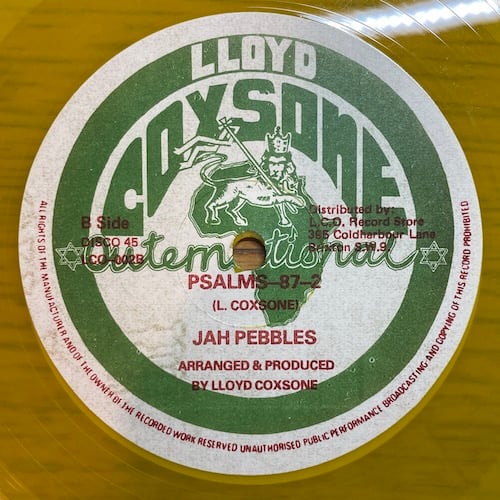 LLOYD
COXSONE
outernational
B Side
DISCO 45
LCO-002B
Distributed by:
L.C.O. Record Store
365 Coldharbour Lane
Brixton S.W.9.
PSALMS-87-2
(L. COXSONE)
JAH PEBBLES
ARRANGED & PRODUCED
BY LLOYD COXSONE
ALL RIGHTS OF THE MANUFACTURER AND OF THE OWNER OF THE RECORDED WORK RESERVED UNAUTHORISED PUBLIC PERFORMANCE BROADCASTING AND COPYING OF THIS RECORD PROHIBITED